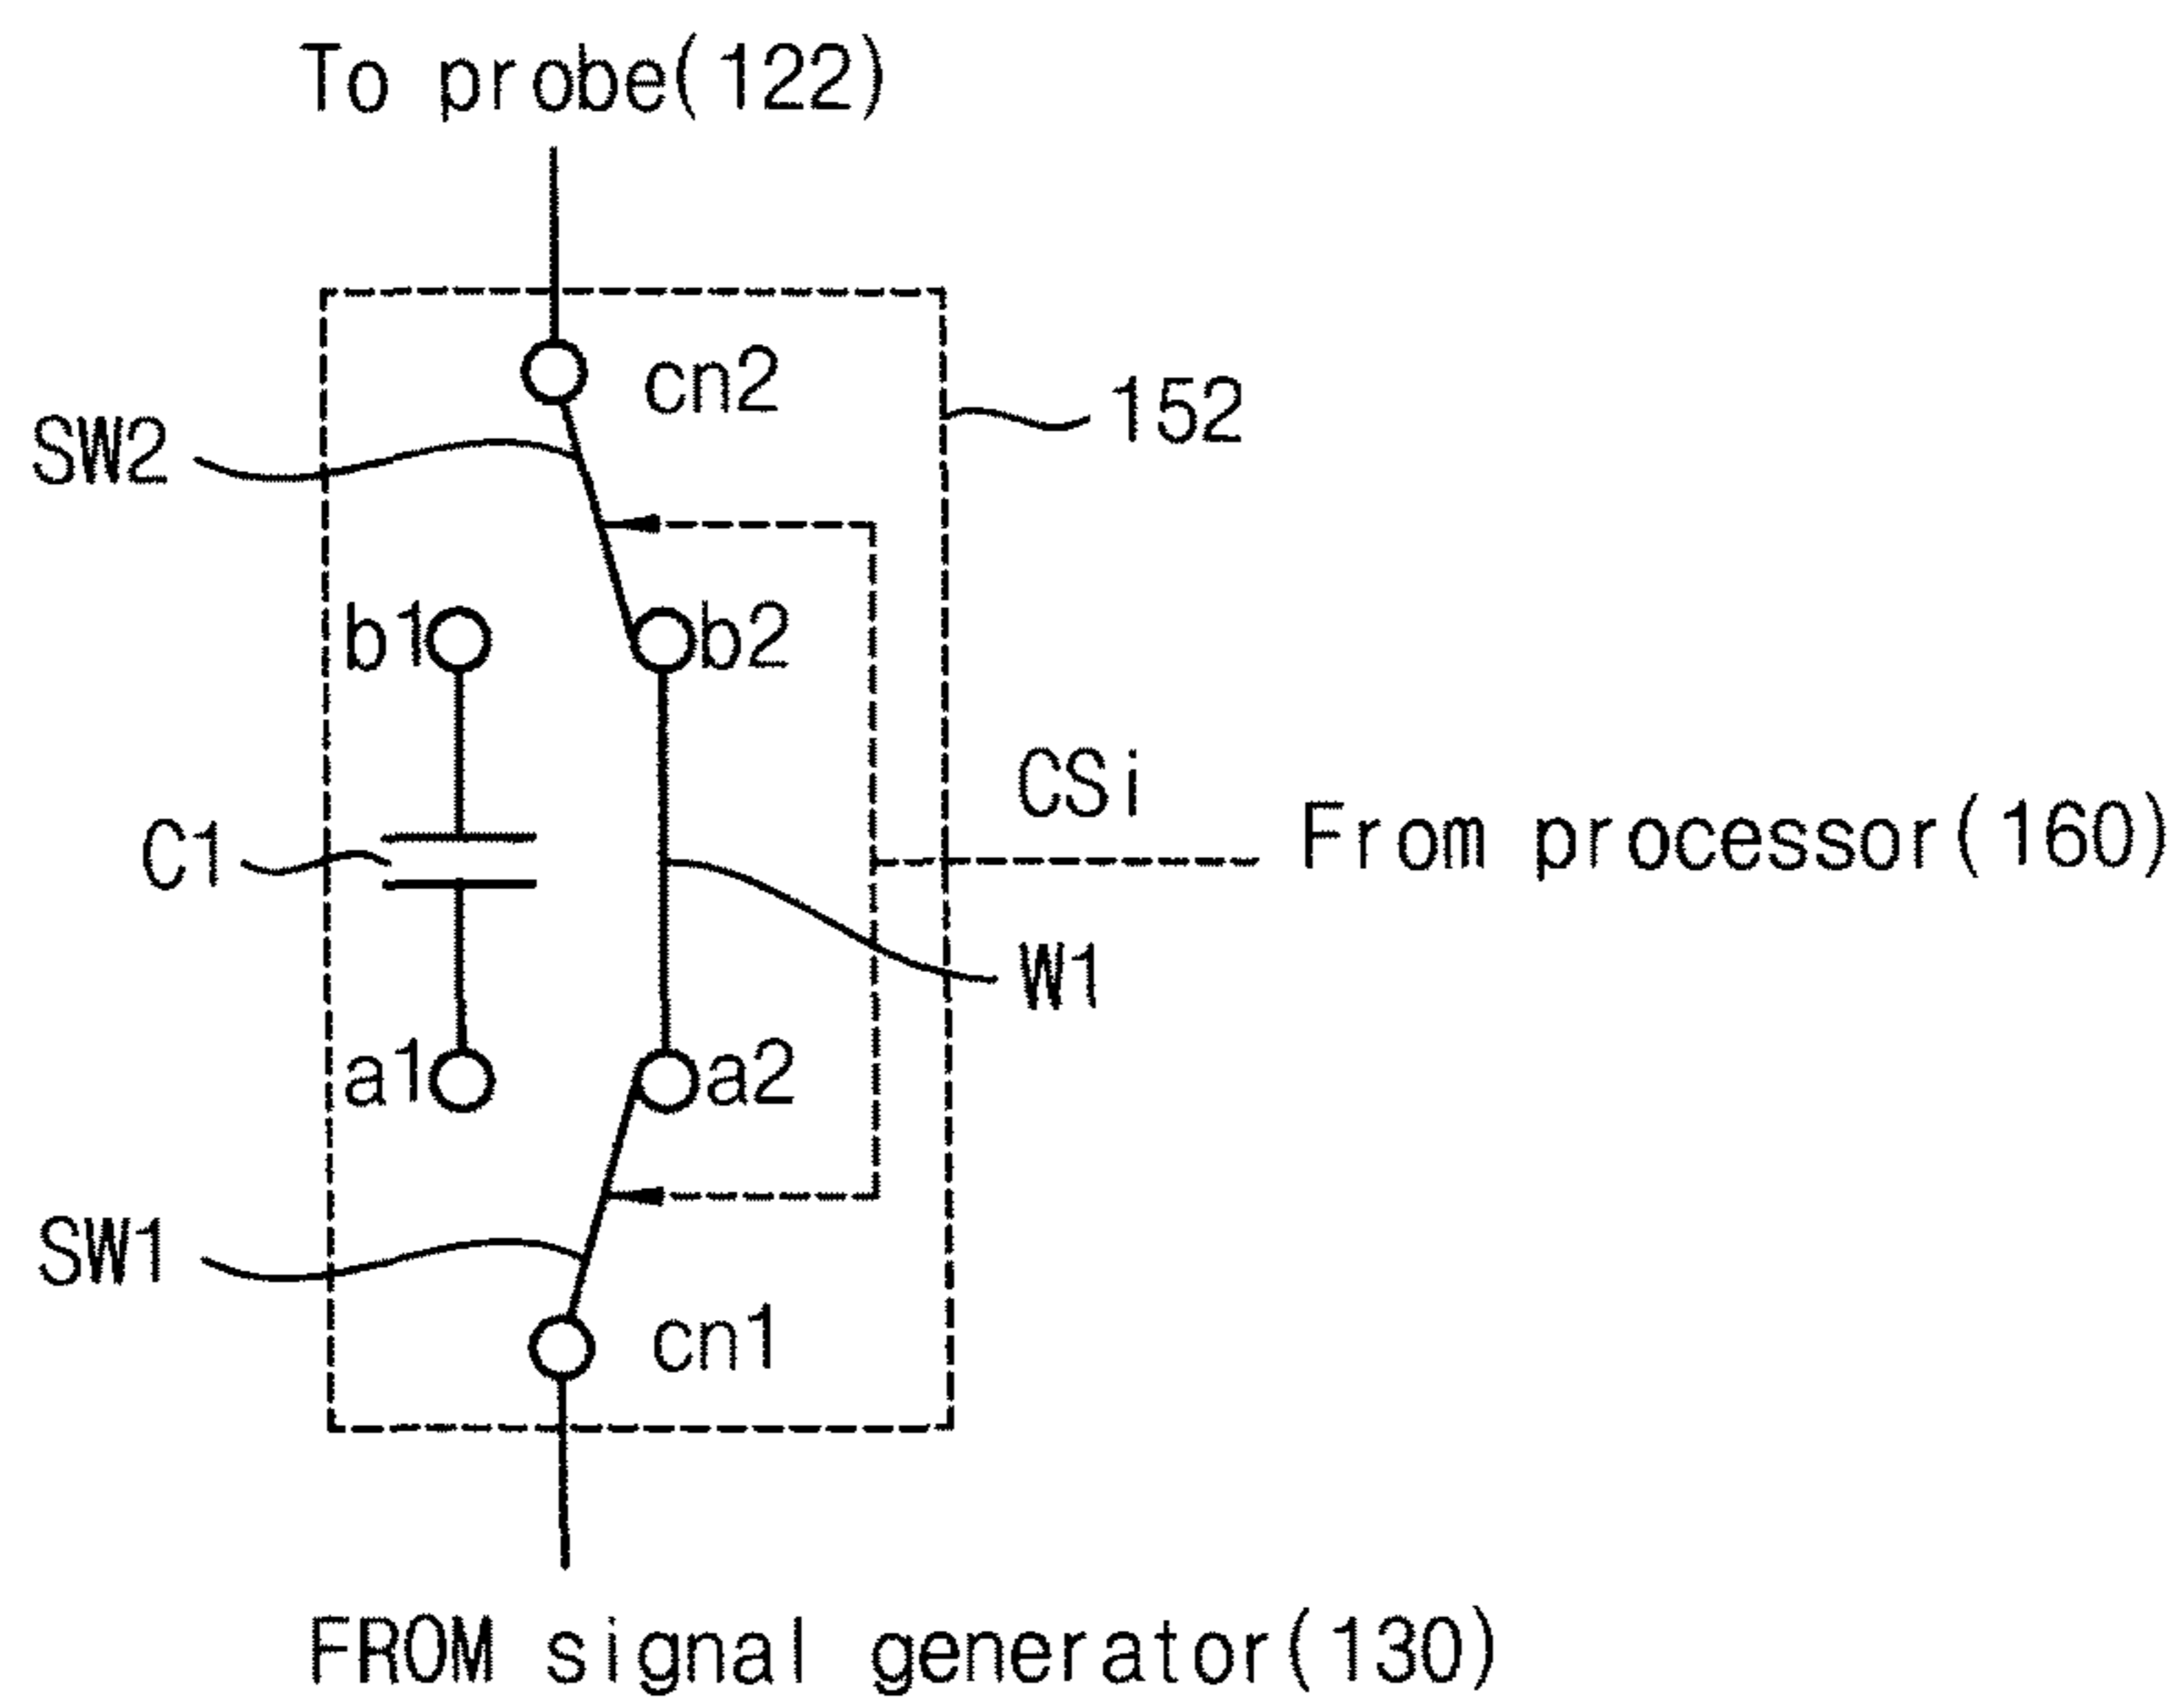 To probe(122)
cn2
152
SW2
b1
b2
CSi
From processor(160)
C1
W1
a1
a2
SW1
cn1
FROM signal generator(130)